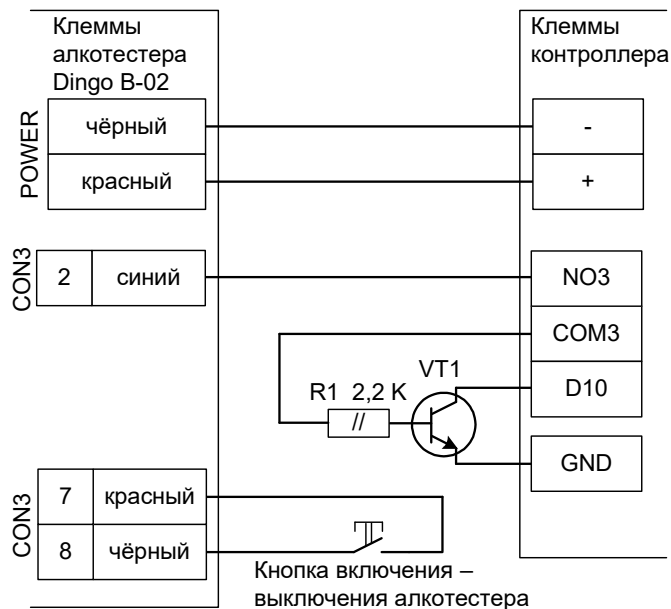 Клеммы
алкотестера
Dingo B-02
Клеммы
контроллера
POWER
чёрный
красный
-
+
CON3
2
синий
NO3
COM3
D10
GND
VT1
R1 2,2 K
//
CON3
7
красный
8
чёрный
Кнопка включения –
выключения алкотестера